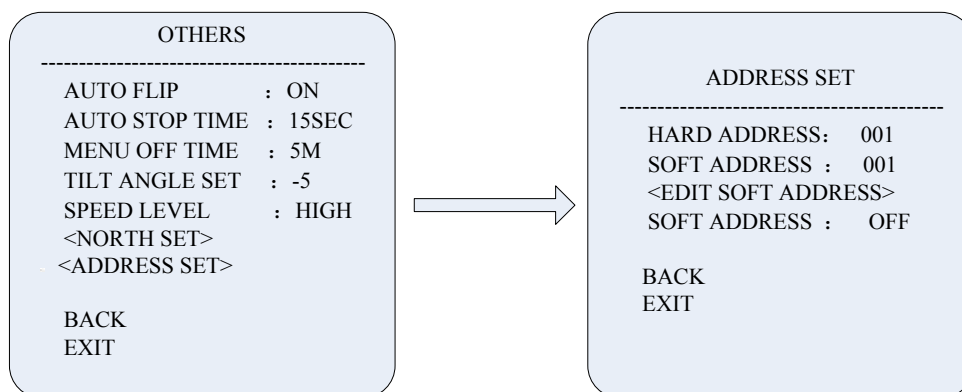 OTHERS
------------------------------------------
AUTO FLIP ： ON
AUTO STOP TIME ： 15SEC
MENU OFF TIME ： 5M
TILT ANGLE SET ： -5
SPEED LEVEL ： HIGH
<NORTH SET>
<ADDRESS SET>
BACK
EXIT
ADDRESS SET
------------------------------------------
HARD ADDRESS： 001
SOFT ADDRESS ： 001
<EDIT SOFT ADDRESS>
SOFT ADDRESS ： OFF
BACK
EXIT